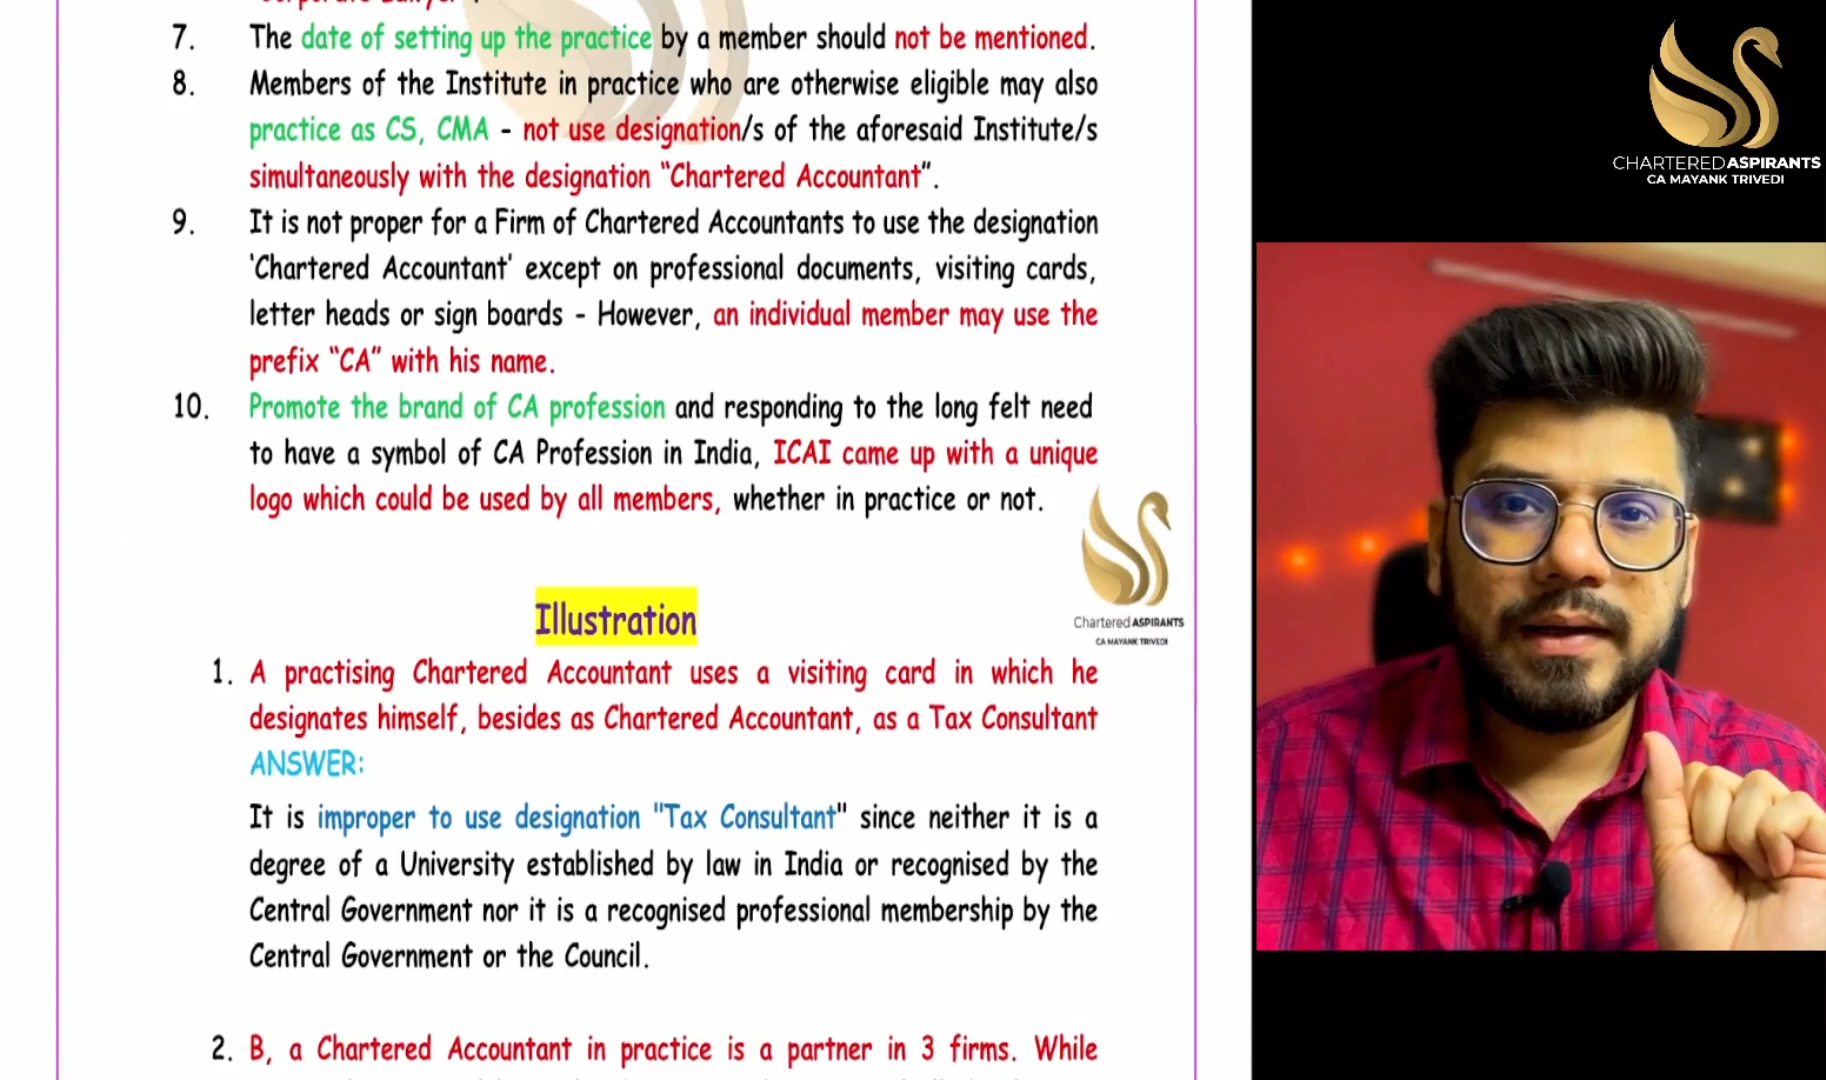 "Corporate Lawyer".
7. The date of setting up the practice by a member should not be mentioned.
8. Members of the Institute in practice who are otherwise eligible may also
practice as CS, CMA - not use designation/s of the aforesaid Institute/s
simultaneously with the designation “Chartered Accountant”.
9. It is not proper for a Firm of Chartered Accountants to use the designation
'Chartered Accountant' except on professional documents, visiting cards,
letter heads or sign boards - However, an individual member may use the
prefix “CA” with his name.
10. Promote the brand of CA profession and responding to the long felt need
to have a symbol of CA Profession in India, ICAI came up with a unique
logo which could be used by all members, whether in practice or not.
Chartered ASPIRANTS
CA MAYANK TRIVEDI
Illustration
1. A practising Chartered Accountant uses a visiting card in which he
designates himself, besides as Chartered Accountant, as a Tax Consultant
ANSWER:
It is improper to use designation "Tax Consultant" since neither it is a
degree of a University established by law in India or recognised by the
Central Government nor it is a recognised professional membership by the
Central Government or the Council.
2. B, a Chartered Accountant in practice is a partner in 3 firms. While
CHARTERED ASPIRANTS
CA MAYANK TRIVEDI